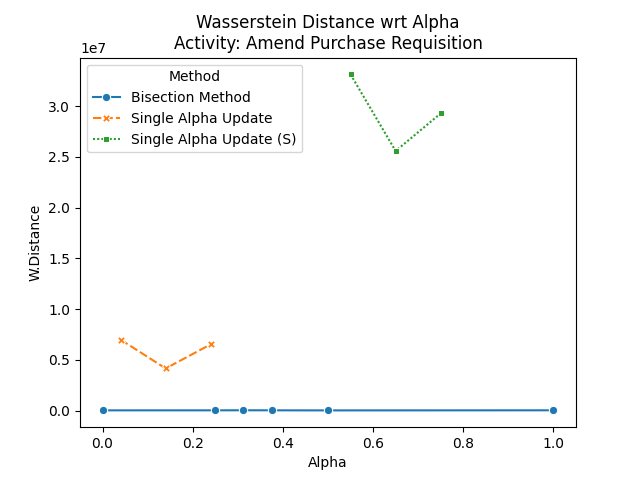 Wasserstein Distance wrt Alpha
Activity: Amend Purchase Requisition
1e7
Method
Bisection Method
Single Alpha Update
Single Alpha Update (S)
W.Distance
3.0
2.5
2.0
1.5
1.0
0.5
0.0
0.0 0.2 0.4 0.6 0.8 1.0
Alpha